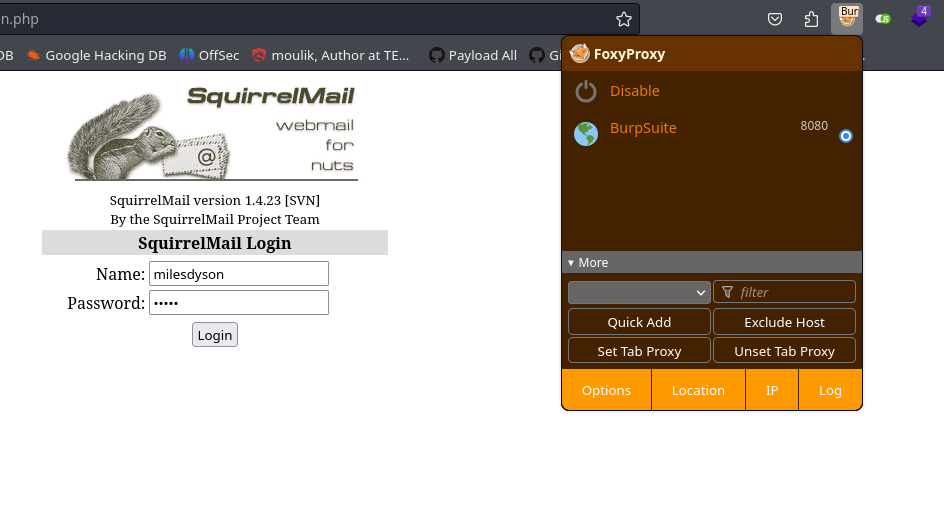 n.php
Bur
4
DB Google Hacking DB OffSec moulik, Author at TE… Payload All
FoxyProxy
Disable
BurpSuite 8080
SquirrelMail
webmail
for
nuts
@
SquirrelMail version 1.4.23 [SVN]
By the SquirrelMail Project Team
SquirrelMail Login
Name: milesdyson
Password: •••••
Login
▾ More
filter
Quick Add Exclude Host
Set Tab Proxy Unset Tab Proxy
Options Location IP Log